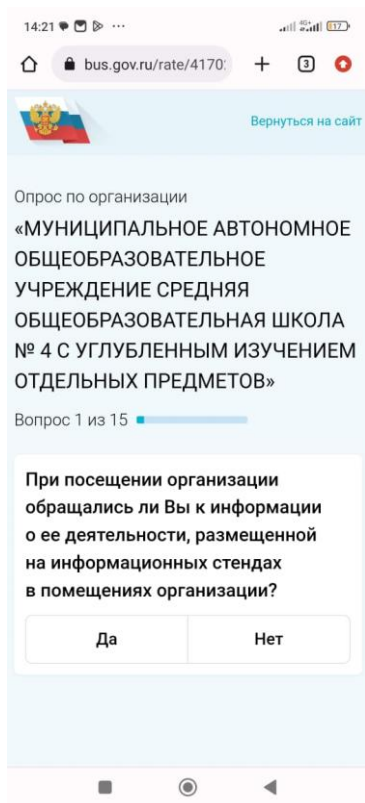 14:21
4G+
17
bus.gov.ru/rate/4170
3
Вернуться на сайт
Опрос по организации
«МУНИЦИПАЛЬНОЕ АВТОНОМНОЕ
ОБЩЕОБРАЗОВАТЕЛЬНОЕ
УЧРЕЖДЕНИЕ СРЕДНЯЯ
ОБЩЕОБРАЗОВАТЕЛЬНАЯ ШКОЛА
№ 4 С УГЛУБЛЕННЫМ ИЗУЧЕНИЕМ
ОТДЕЛЬНЫХ ПРЕДМЕТОВ»
Вопрос 1 из 15
При посещении организации
обращались ли Вы к информации
о ее деятельности, размещенной
на информационных стендах
в помещениях организации?
Да Нет